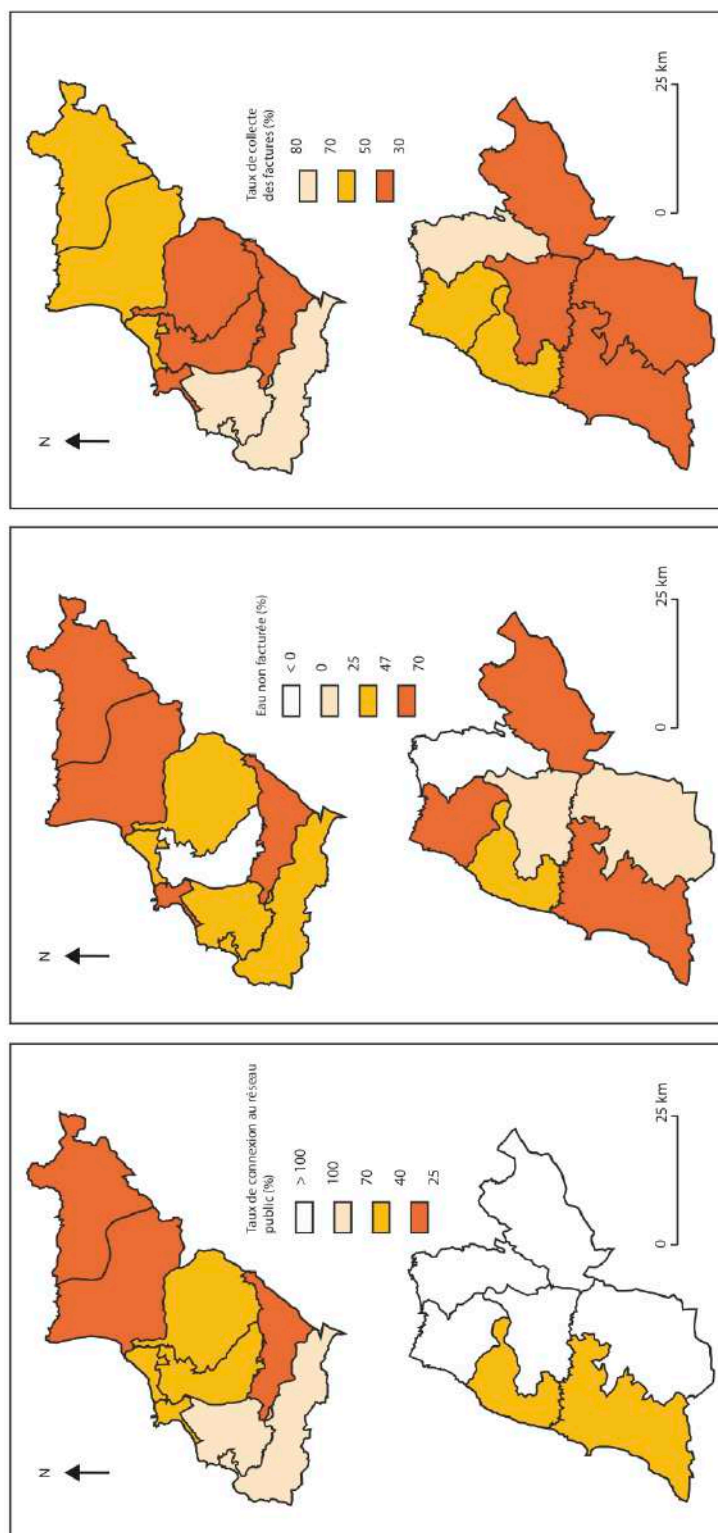 N
Taux de connexion au réseau
public (%)
> 100
100
70
40
25
0 25 km
N
Eau non facturée (%)
< 0
0
25
47
70
0 25 km
N
Taux de collecte
des factures (%)
80
70
50
30
0 25 km